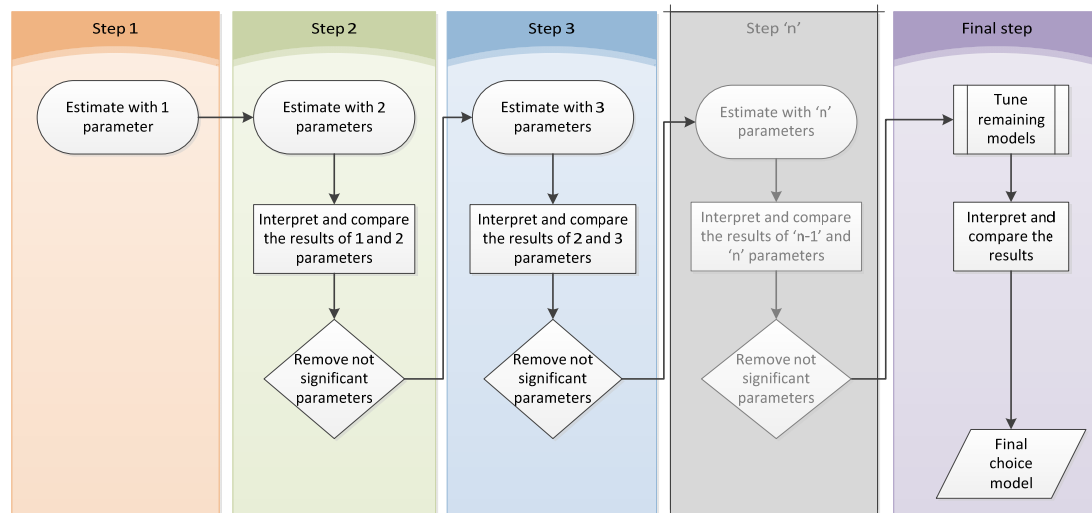 Step 1
Estimate with 1
parameter
Step 2
Estimate with 2
parameters
Interpret and compare
the results of 1 and 2
parameters
Remove not
significant
parameters
Step 3
Estimate with 3
parameters
Interpret and compare
the results of 2 and 3
parameters
Remove not
significant
parameters
Step ‘n’
Estimate with ‘n’
parameters
Interpret and compare
the results of ‘n-1’ and
‘n’ parameters
Remove not
significant
parameters
Final step
Tune
remaining
models
Interpret and
compare the
results
Final
choice
model